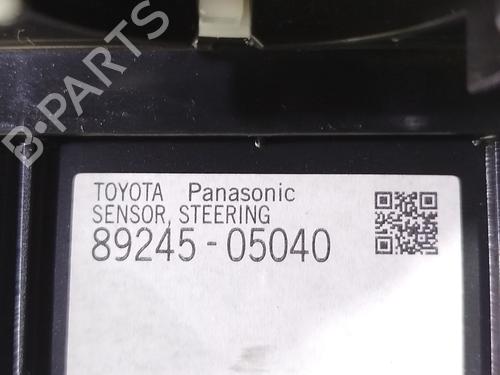 B-PARTS
TOYOTA Panasonic
SENSOR, STEERING
89245-05040